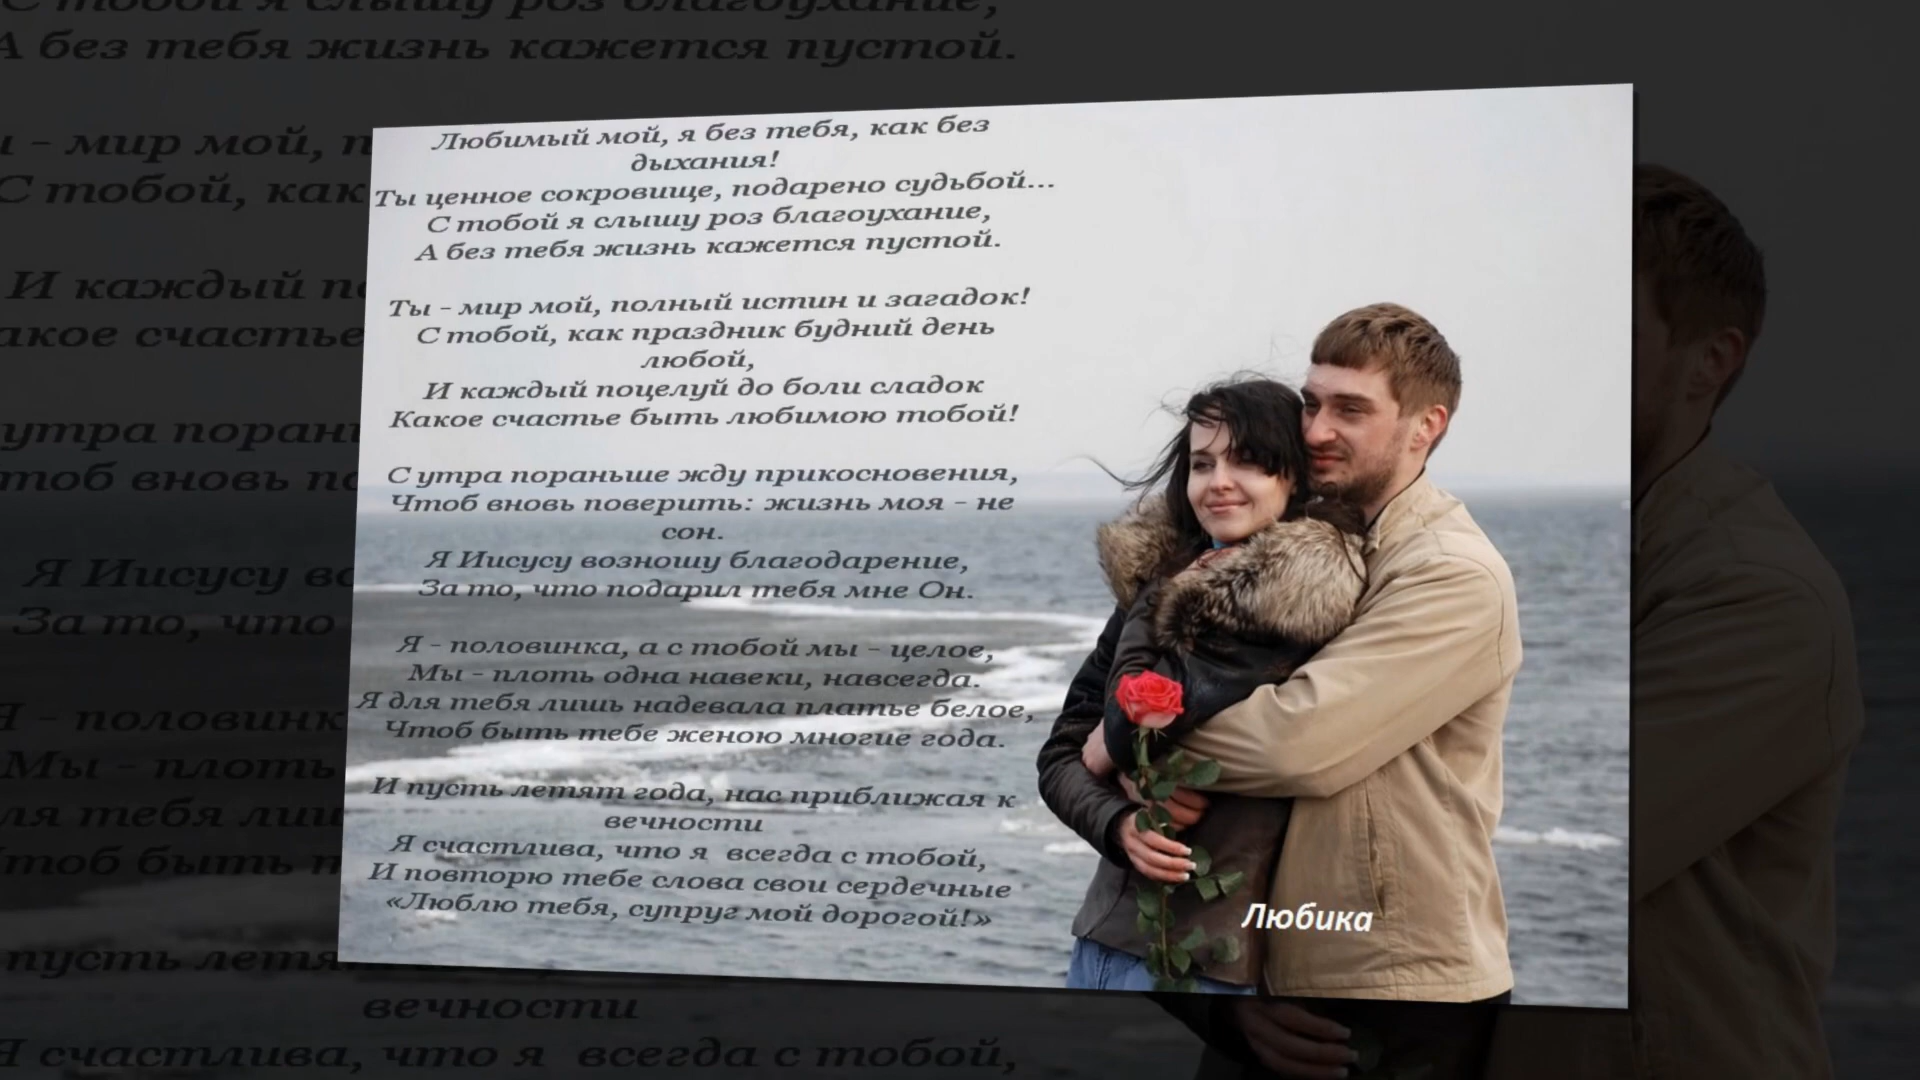 Любимый мой, я без тебя, как без
дыхания!
Ты ценное сокровище, подарено судьбой...
С тобой я слышу роз благоухание,
А без тебя жизнь кажется пустой.
Ты - мир мой, полный истин и загадок!
С тобой, как праздник будний день
любой,
И каждый поцелуй до боли сладок
Какое счастье быть любимою тобой!
С утра пораньше жду прикосновения,
Чтоб вновь поверить: жизнь моя - не
сон.
Я Иисусу возношу благодарение,
За то, что подарил тебя мне Он.
Я - половинка, а с тобой мы - целое,
Мы - плоть одна навеки, навсегда.
Я для тебя лишь надевала платье белое,
Чтоб быть тебе женою многие года.
И пусть летят года, нас приближая к
вечности
Я счастлива, что я  всегда с тобой,
И повторю тебе слова свои сердечные
«Люблю тебя, супруг мой дорогой!»
Любика